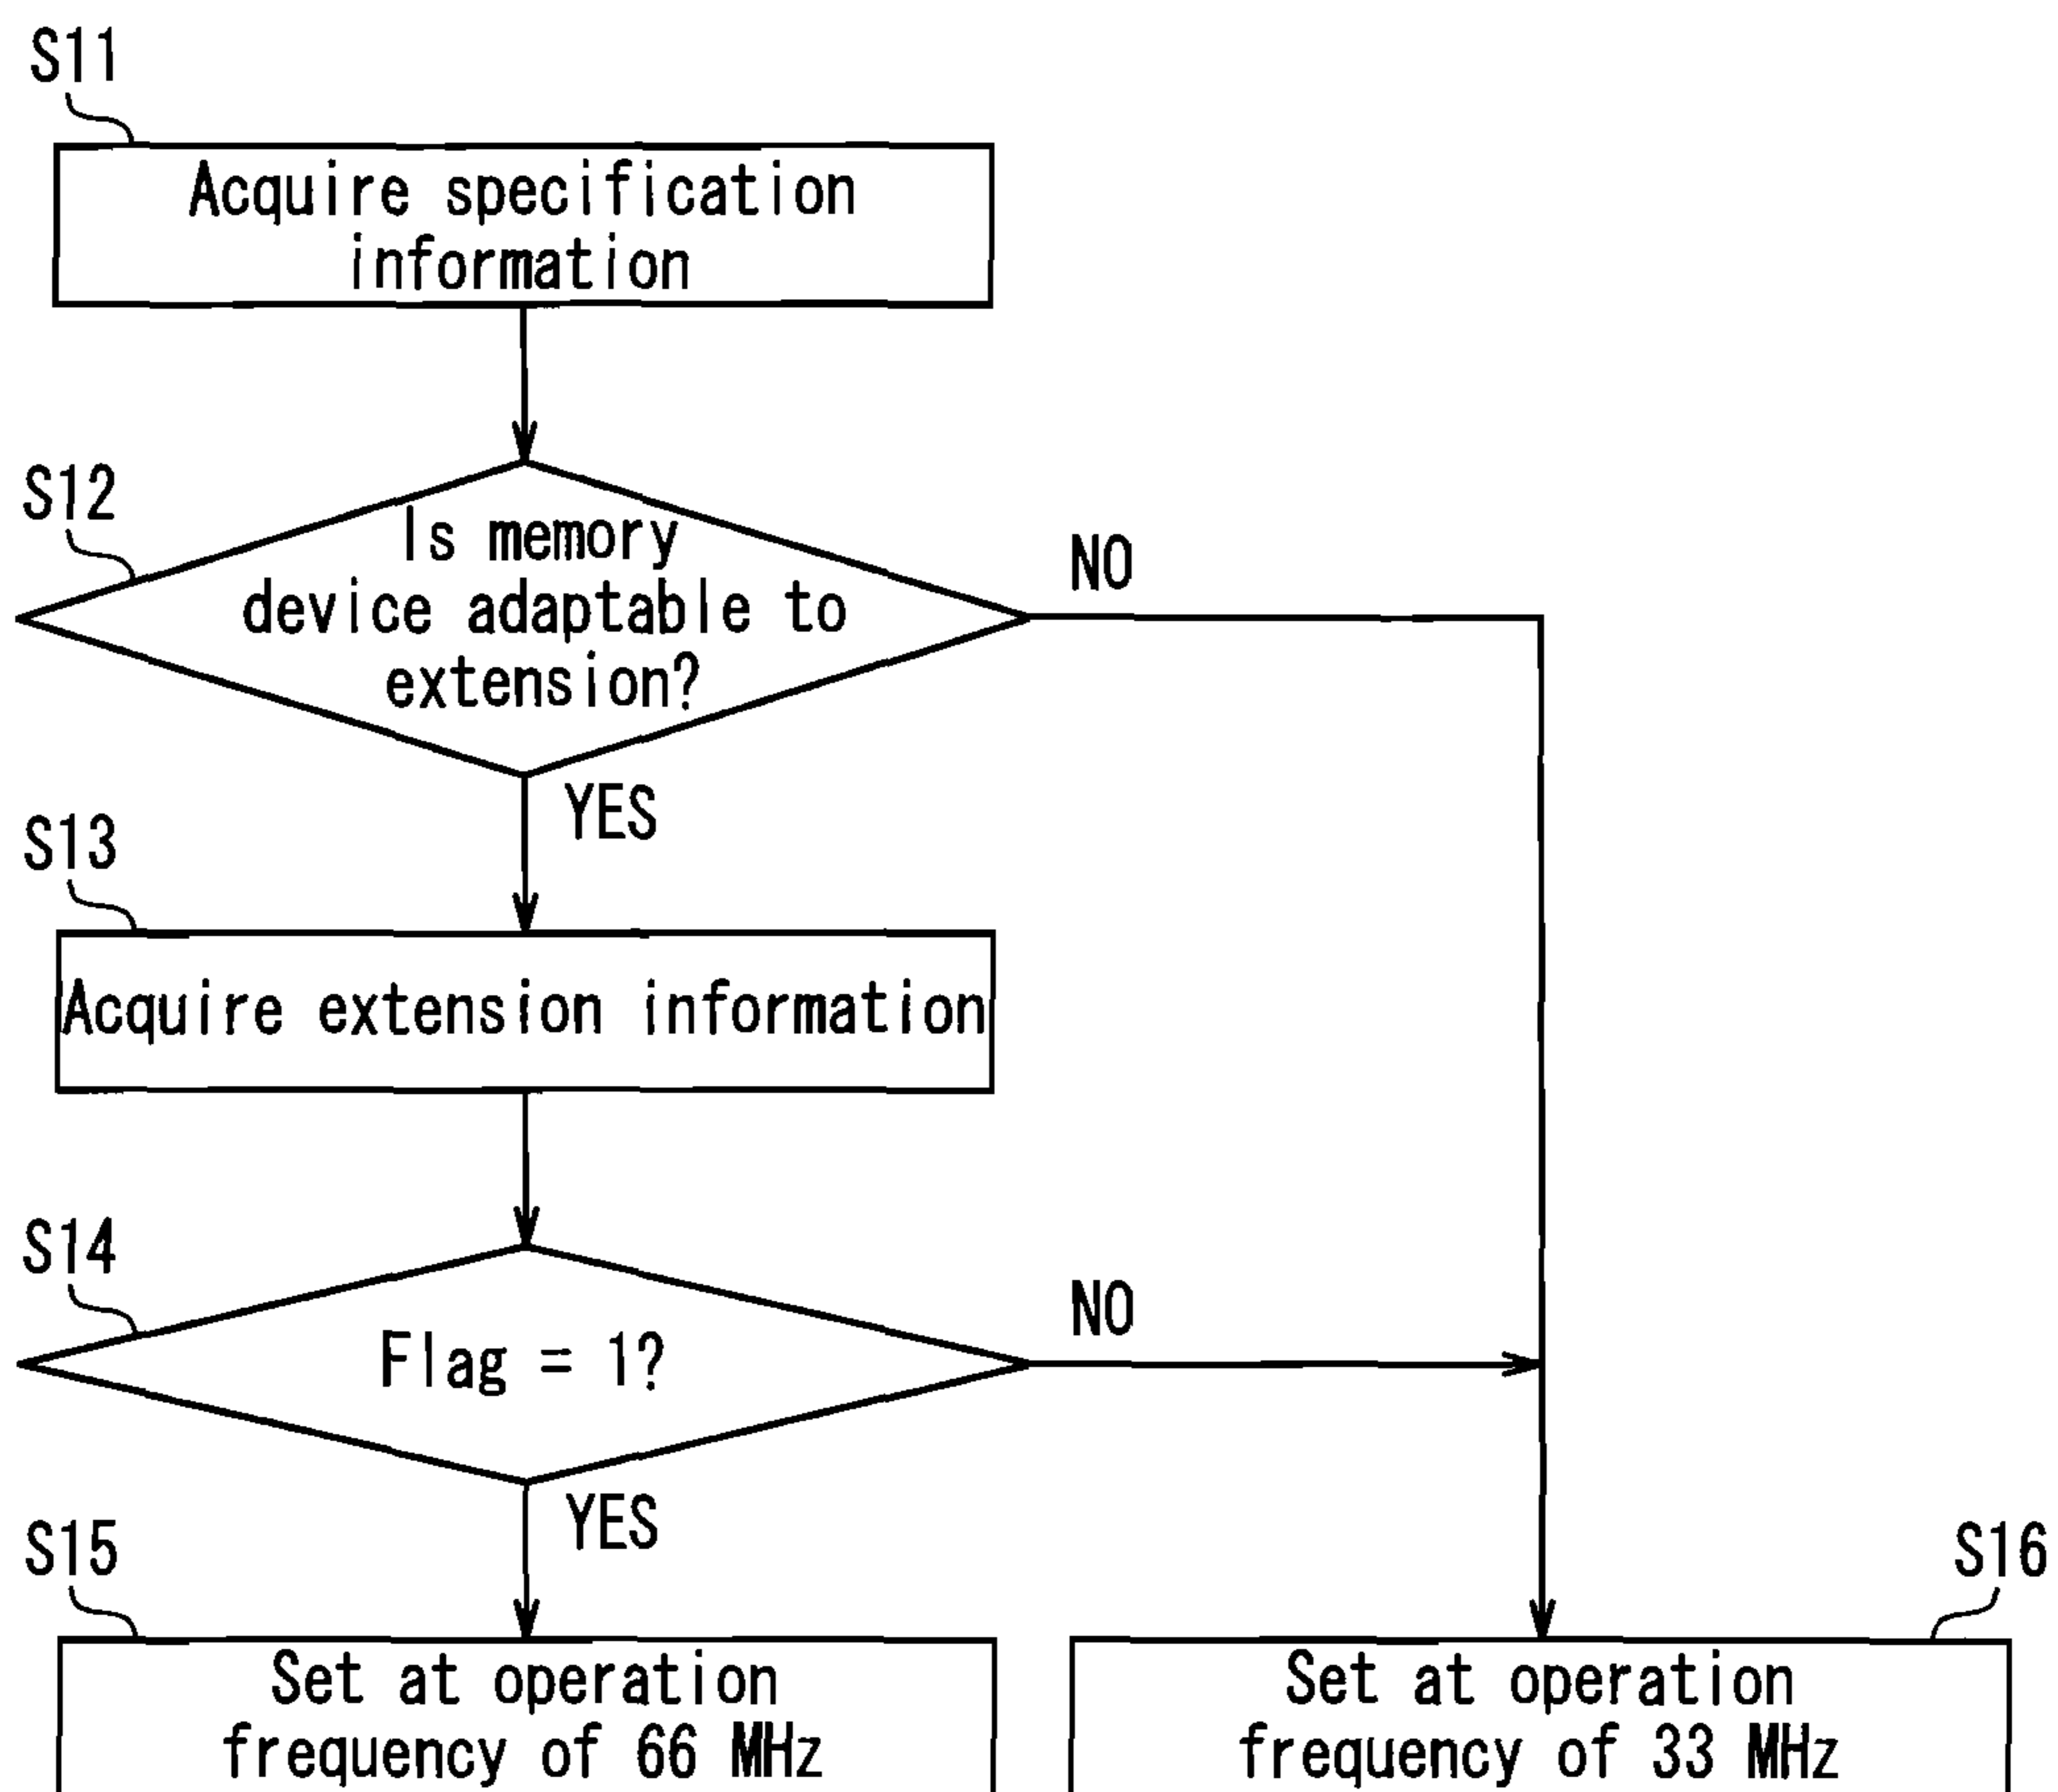 S11
Acquire specification
information
S12
Is memory
device adaptable to
extension?
NO
YES
S13
Acquire extension information
S14
Flag = 1?
NO
YES
S15
Set at operation
frequency of 66 MHz
S16
Set at operation
frequency of 33 MHz